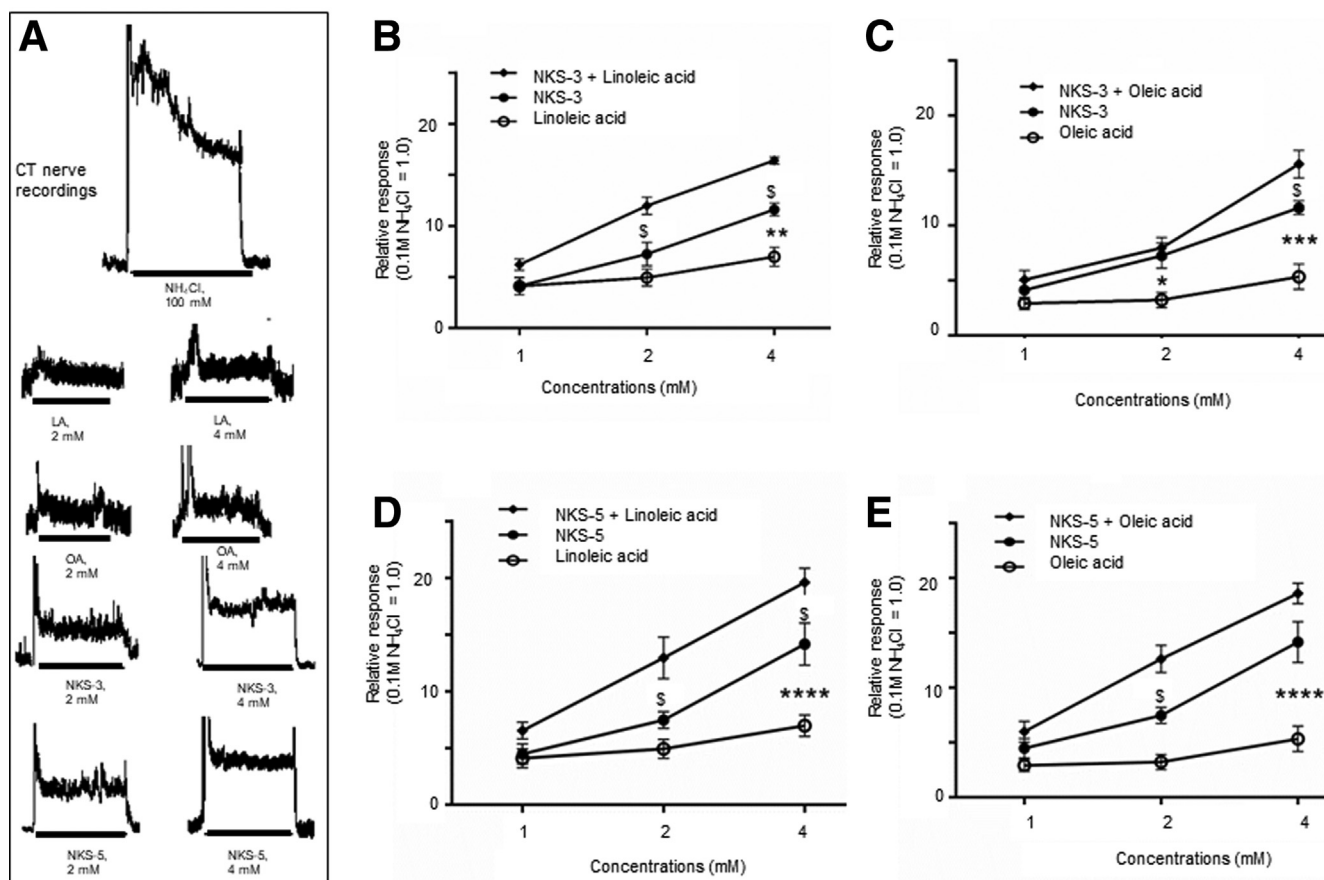 A
CT nerve
recordings
NH₄Cl,
100 mM
LA,
2 mM
LA,
4 mM
OA,
2 mM
OA,
4 mM
NKS-3,
2 mM
NKS-3,
4 mM
NKS-5,
2 mM
NKS-5,
4 mM
B
NKS-3 + Linoleic acid
NKS-3
Linoleic acid
Relative response
(0.1M NH₄Cl = 1.0)
20
10
0
$
$
**
1 2 4
Concentrations (mM)
C
NKS-3 + Oleic acid
NKS-3
Oleic acid
Relative response
(0.1M NH₄Cl = 1.0)
20
10
0
$
***
*
1 2 4
Concentrations (mM)
D
NKS-5 + Linoleic acid
NKS-5
Linoleic acid
Relative response
(0.1M NH₄Cl = 1.0)
20
10
0
$
$
****
1 2 4
Concentrations (mM)
E
NKS-5 + Oleic acid
NKS-5
Oleic acid
Relative response
(0.1M NH₄Cl = 1.0)
20
10
0
$
****
1 2 4
Concentrations (mM)